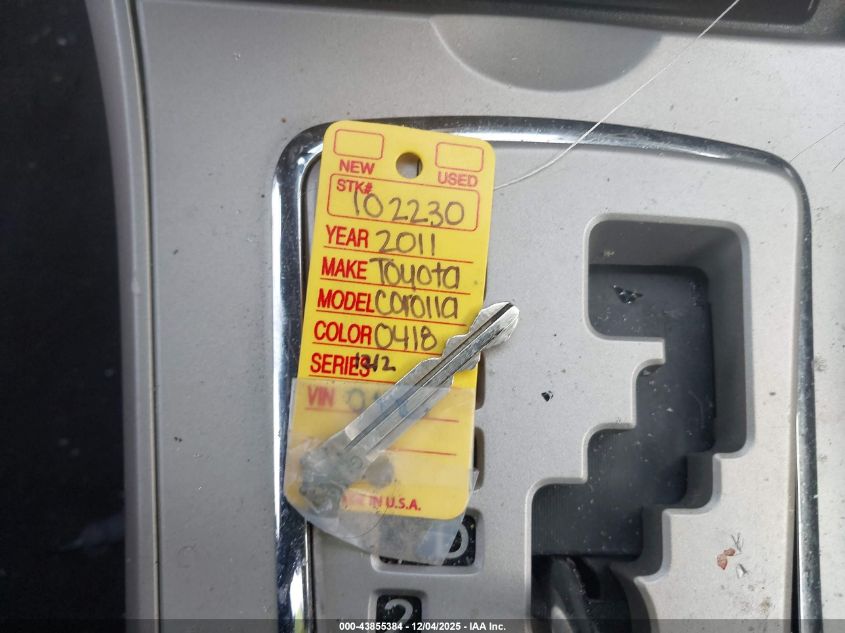 NEW USED
STK# 102230
YEAR 2011
MAKE Toyota
MODEL Corolla
COLOR 0418
SERIES
VIN
IN U.S.A.
D
2
000-43855384 | 12/04/2025 - IAA Inc.